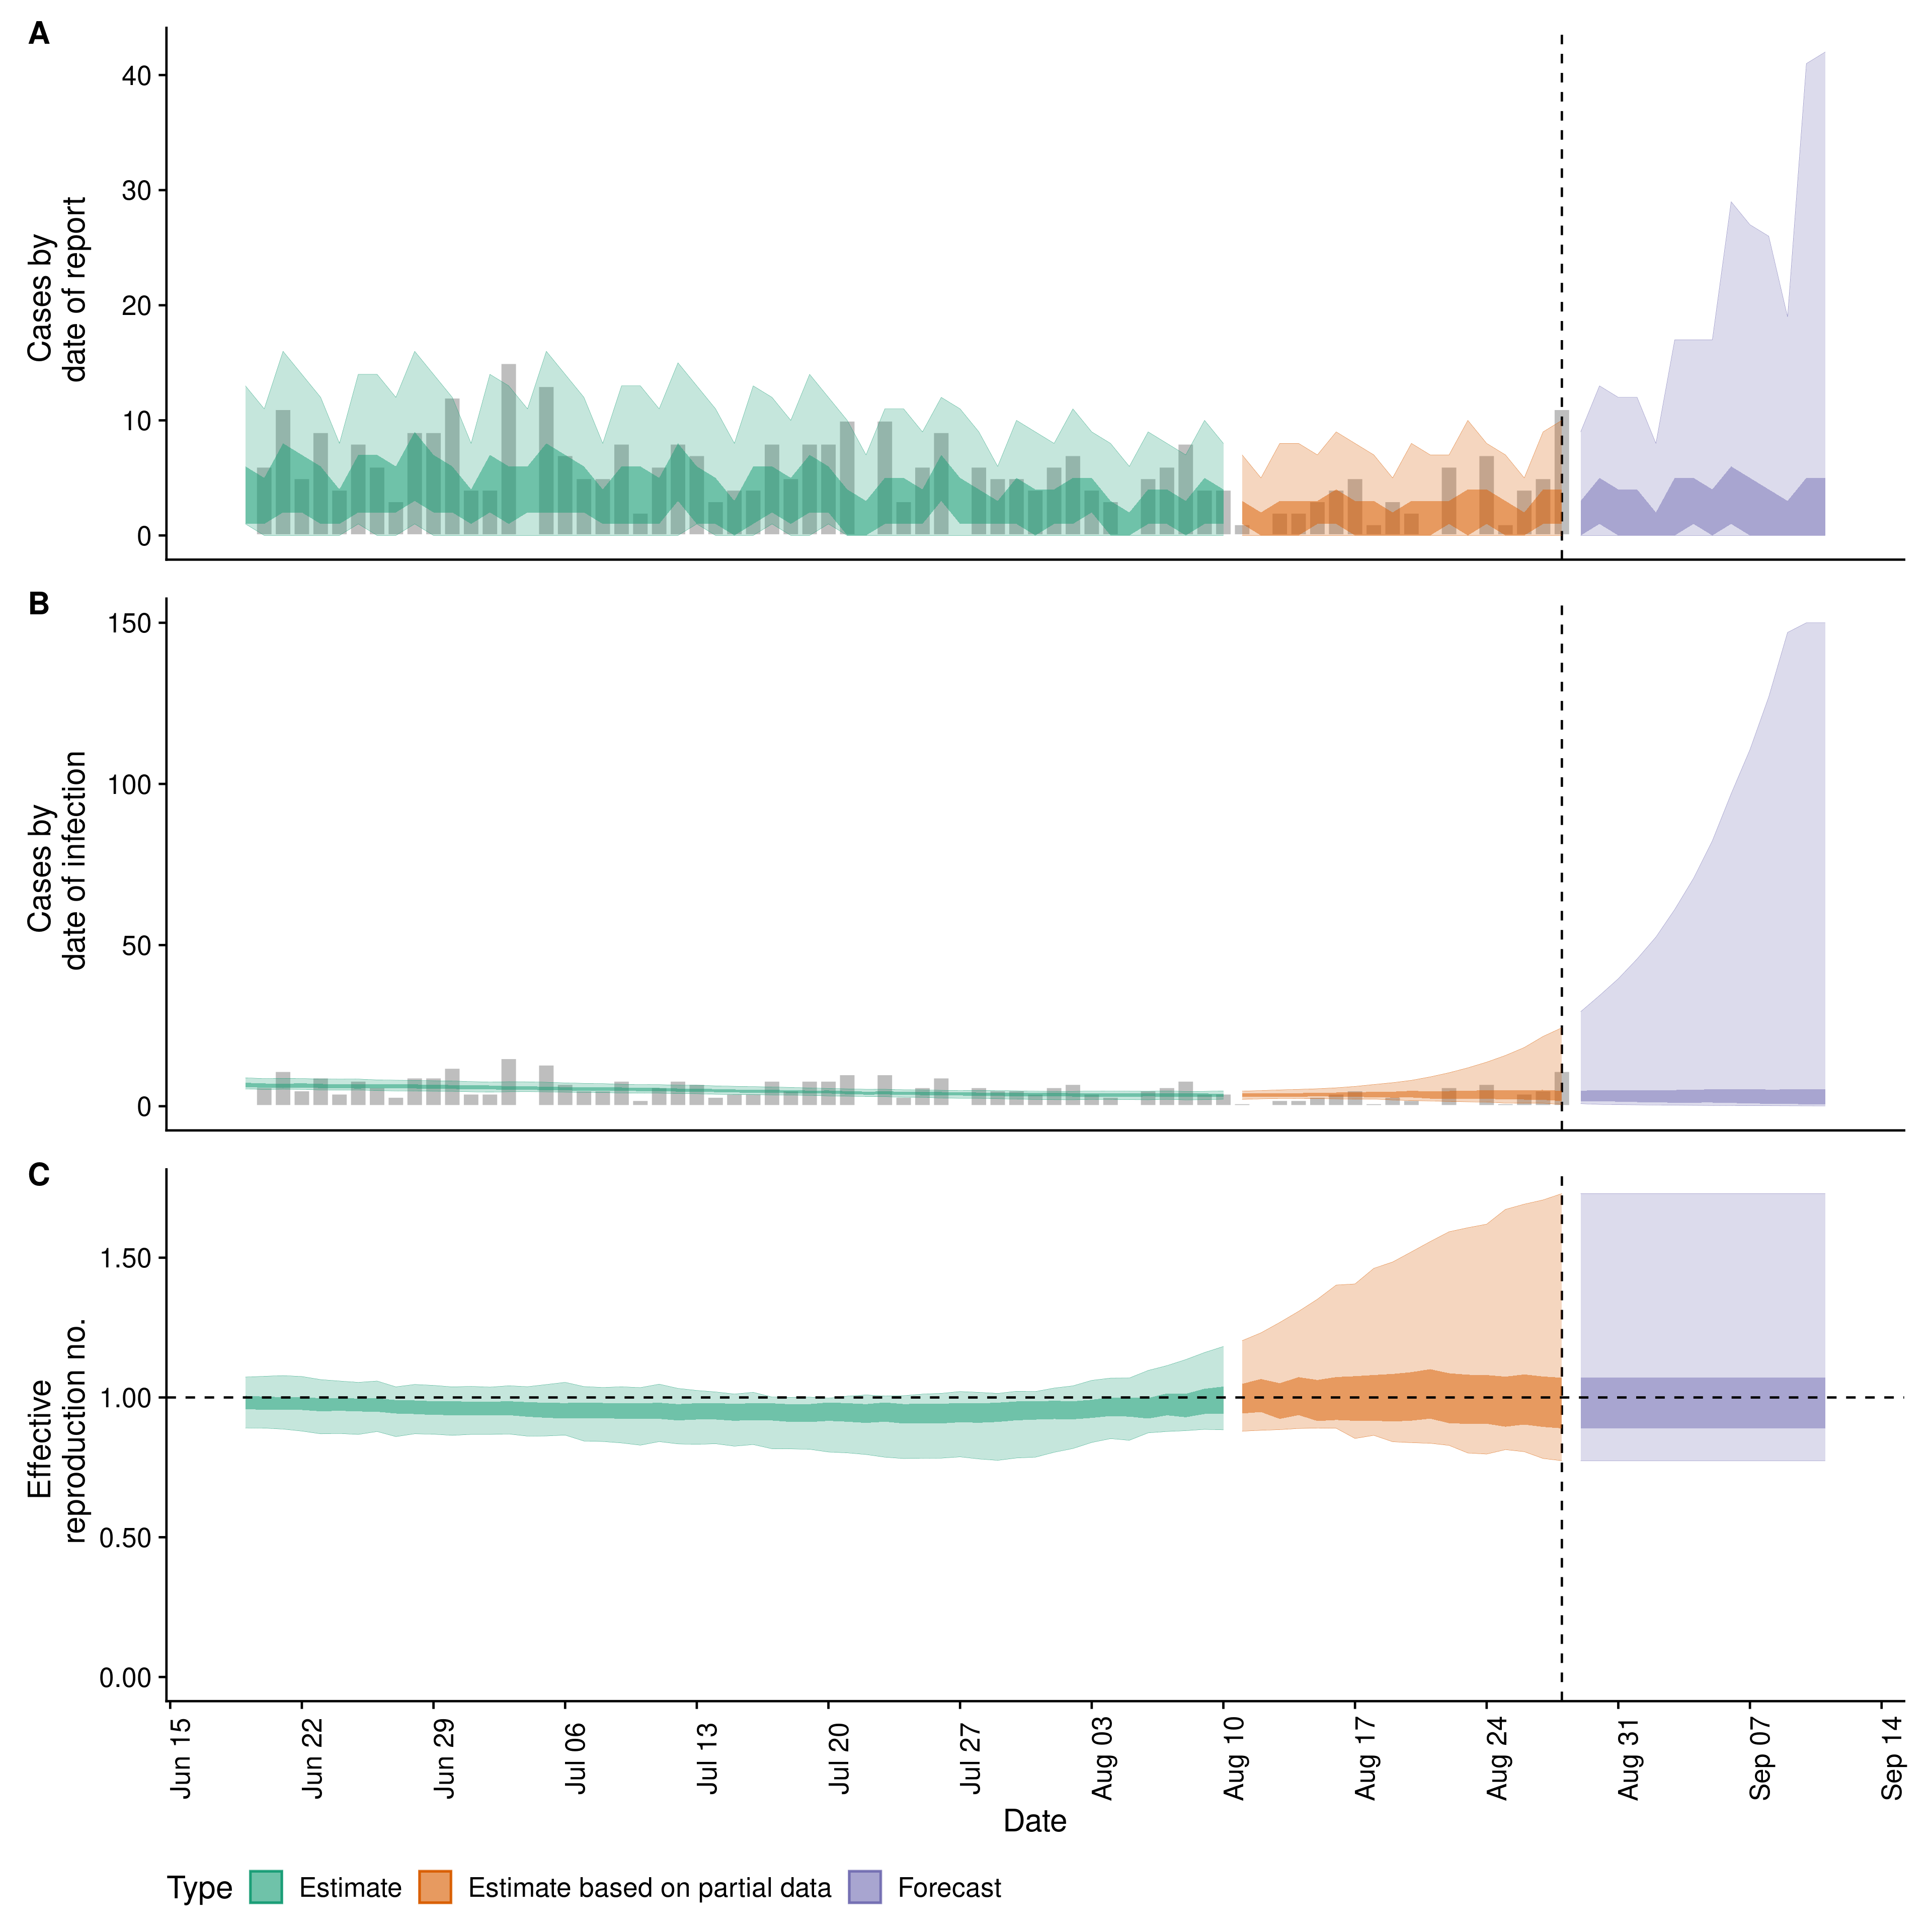 A
40
30
20
10
0
Cases by
date of report
B
150
100
50
0
Cases by
date of infection
C
1.50
1.00
0.50
0.00
Effective
reproduction no.
Jun 15
Jun 22
Jun 29
Jul 06
Jul 13
Jul 20
Jul 27
Aug 03
Aug 10
Aug 17
Aug 24
Aug 31
Sep 07
Sep 14
Date
Type Estimate Estimate based on partial data Forecast